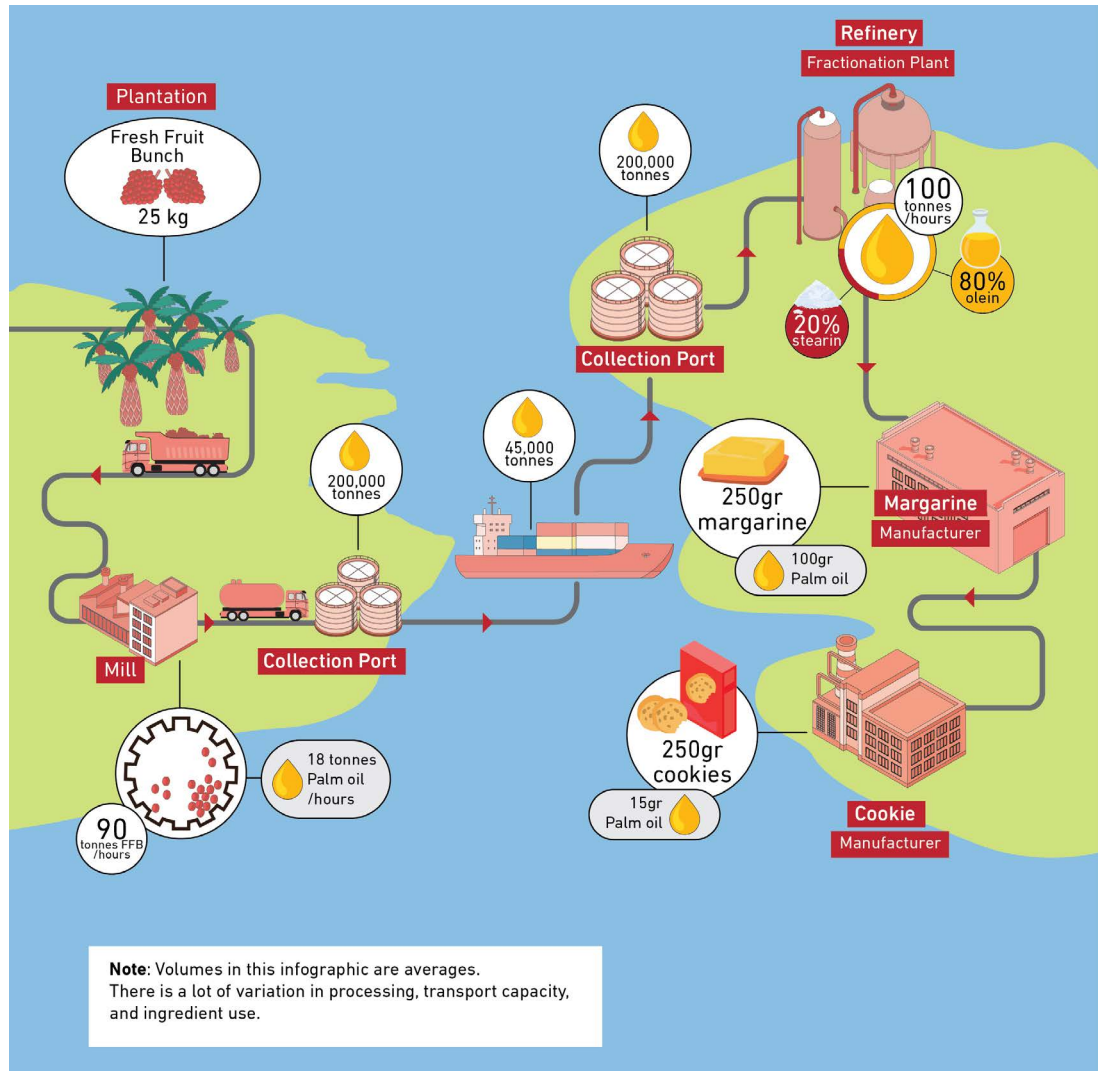 Plantation
Fresh Fruit
Bunch
25 kg
Mill
90
tonnes FFB
/hours
18 tonnes
Palm oil
/hours
200,000
tonnes
Collection Port
45,000
tonnes
200,000
tonnes
Collection Port
Refinery
Fractionation Plant
100
tonnes
/hours
80%
olein
20%
stearin
Margarine
Manufacturer
250gr
margarine
100gr
Palm oil
250gr
cookies
15gr
Palm oil
Cookie
Manufacturer
Note: Volumes in this infographic are averages.
There is a lot of variation in processing, transport capacity,
and ingredient use.